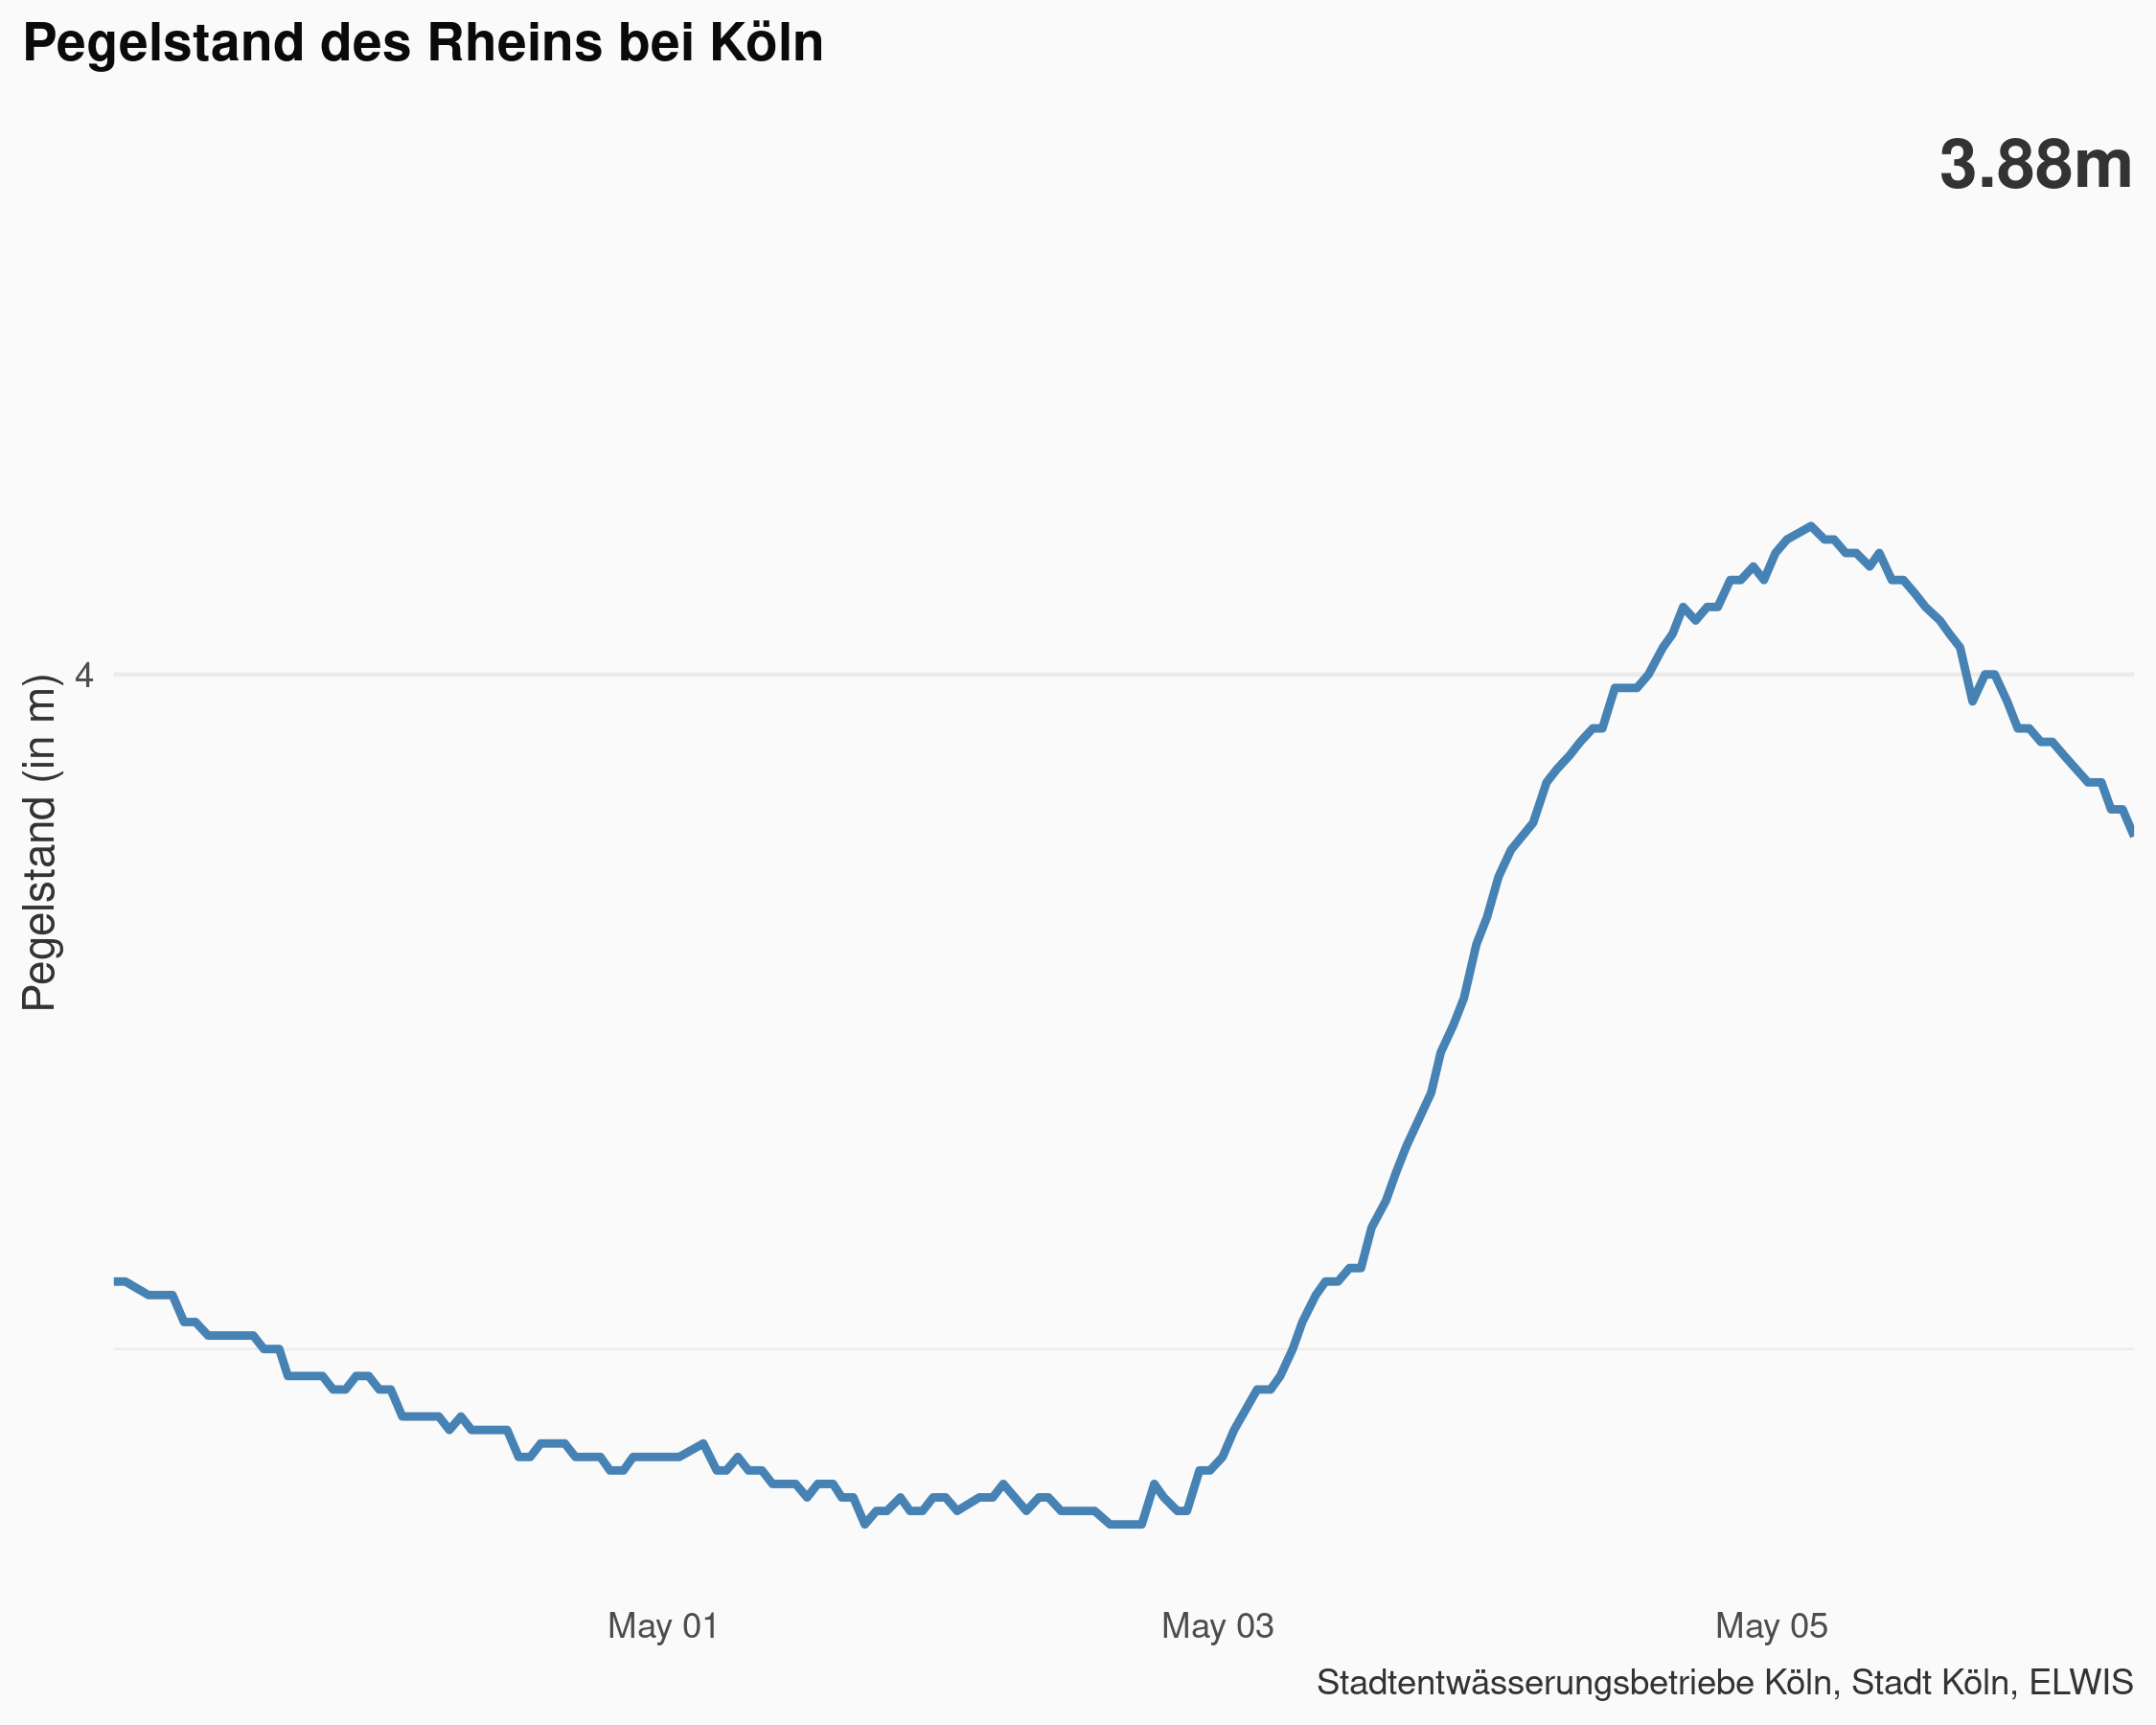 Pegelstand des Rheins bei Köln
3.88m
Pegelstand (in m)
4
May 01
May 03
May 05
Stadtentwässerungsbetriebe Köln, Stadt Köln, ELWIS